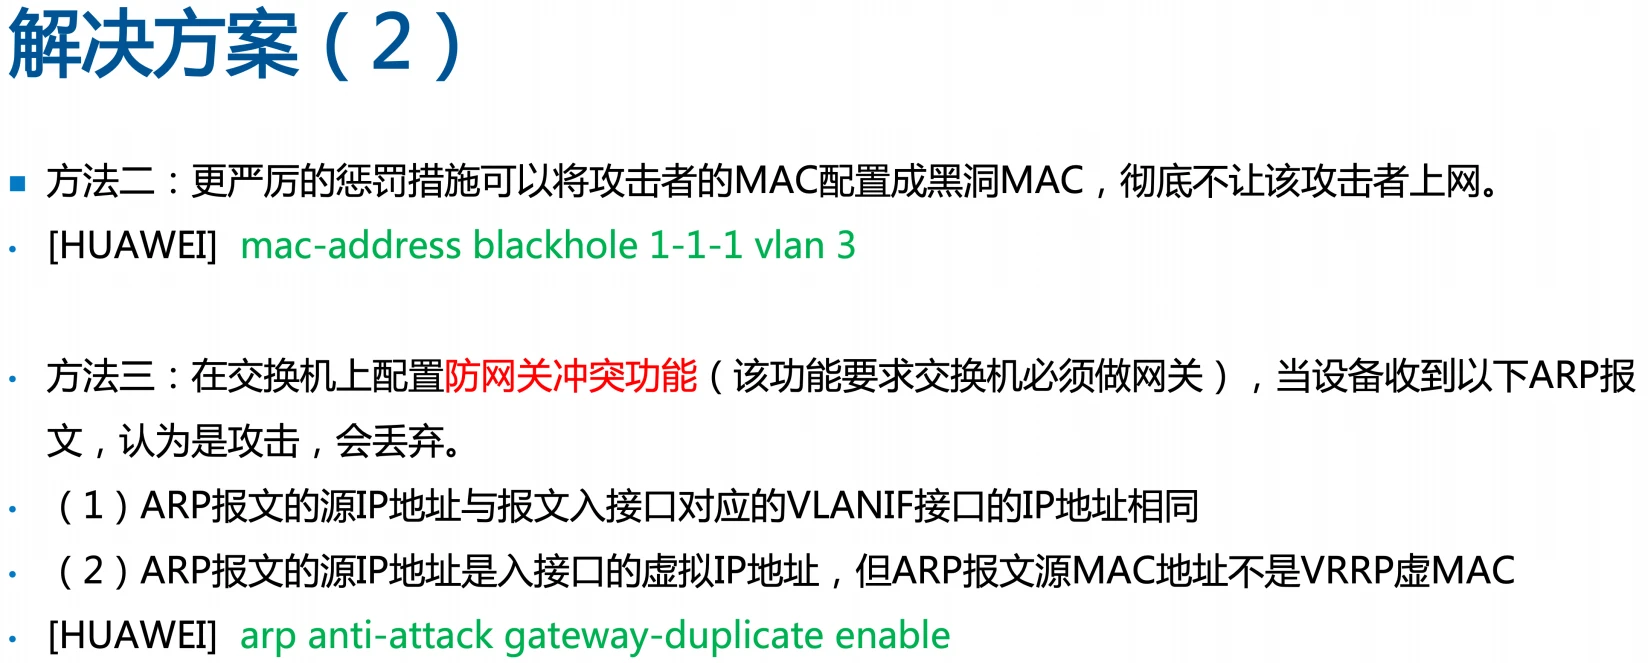 解决方案（2）
■ 方法二：更严厉的惩罚措施可以将攻击者的MAC配置成黑洞MAC，彻底不让该攻击者上网。
• [HUAWEI] mac-address blackhole 1-1-1 vlan 3
• 方法三：在交换机上配置防网关冲突功能（该功能要求交换机必须做网关），当设备收到以下ARP报
文，认为是攻击，会丢弃。
• （1）ARP报文的源IP地址与报文入接口对应的VLANIF接口的IP地址相同
• （2）ARP报文的源IP地址是入接口的虚拟IP地址，但ARP报文源MAC地址不是VRRP虚MAC
• [HUAWEI] arp anti-attack gateway-duplicate enable